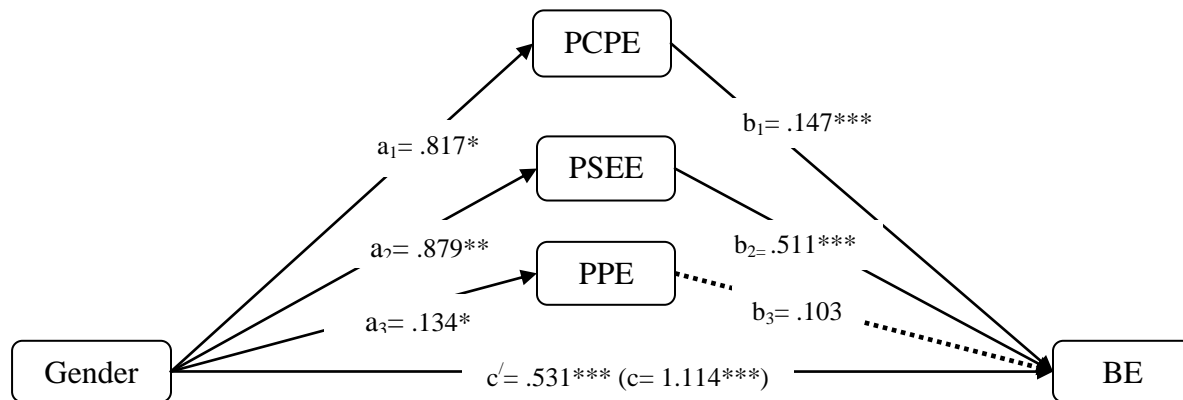 PCPE
a₁= .817*
b₁= .147***
PSEE
a₂= .879**
b₂= .511***
PPE
a₃= .134*
b₃= .103
Gender
c′= .531*** (c= 1.114***)
BE